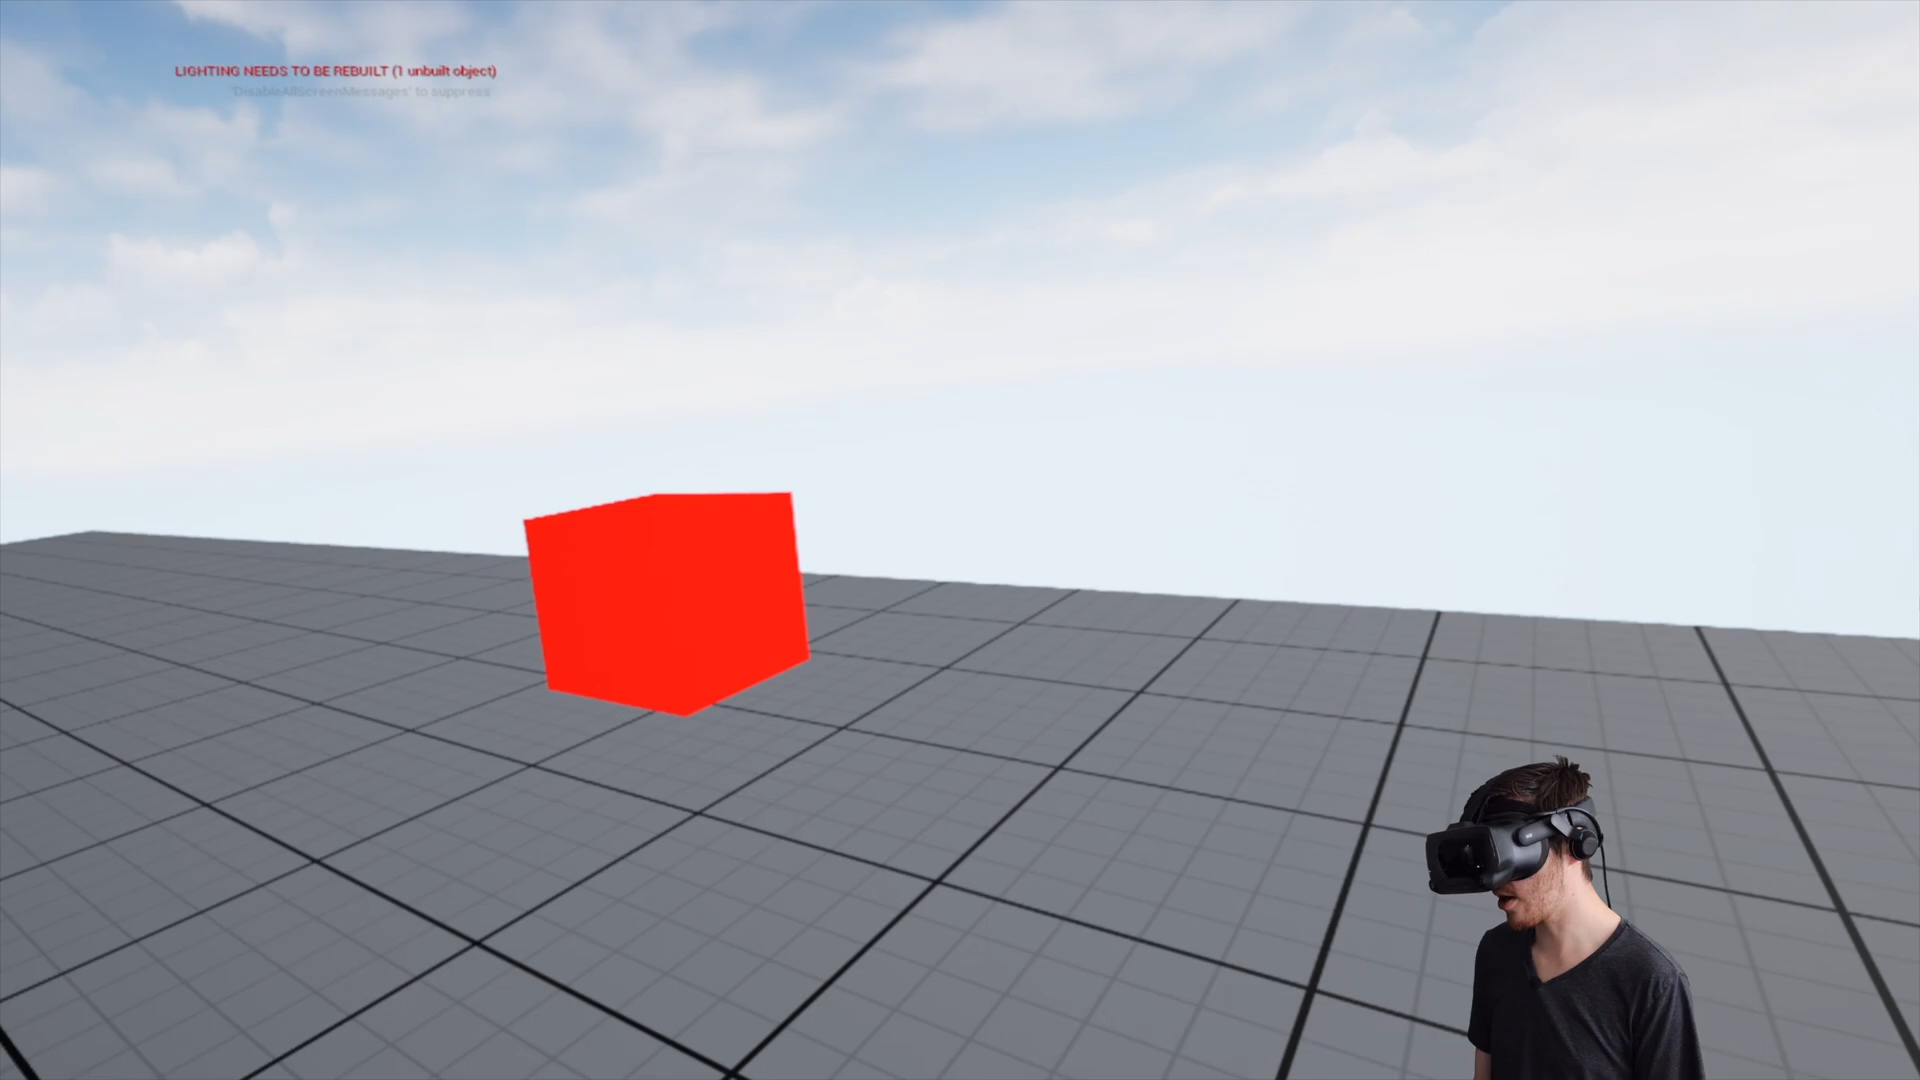 LIGHTING NEEDS TO BE REBUILT (1 unbuilt object)
'DisableAllScreenMessages' to suppress